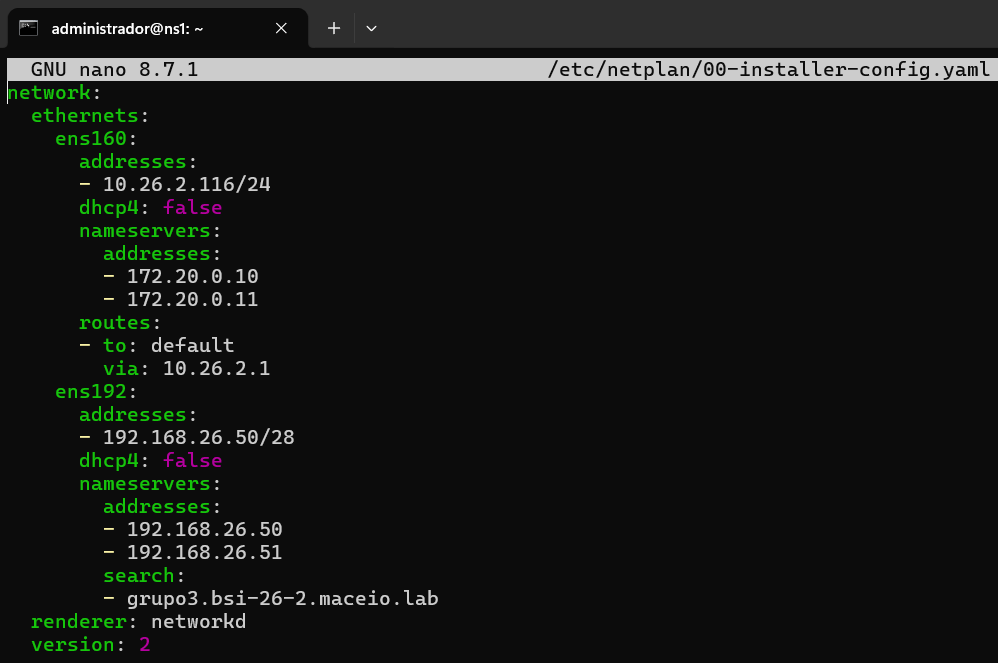 administrador@ns1: ~
GNU nano 8.7.1 /etc/netplan/00-installer-config.yaml
network:
  ethernets:
    ens160:
      addresses:
      - 10.26.2.116/24
      dhcp4: false
      nameservers:
        addresses:
        - 172.20.0.10
        - 172.20.0.11
      routes:
      - to: default
        via: 10.26.2.1
    ens192:
      addresses:
      - 192.168.26.50/28
      dhcp4: false
      nameservers:
        addresses:
        - 192.168.26.50
        - 192.168.26.51
        search:
        - grupo3.bsi-26-2.maceio.lab
  renderer: networkd
  version: 2